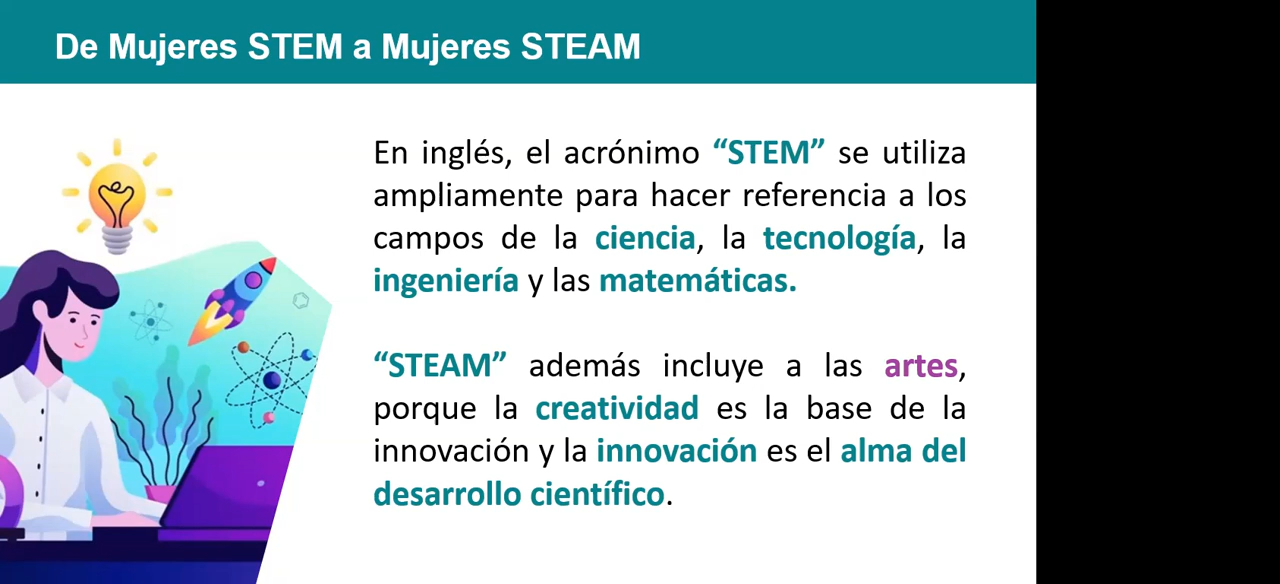 De Mujeres STEM a Mujeres STEAM
En inglés, el acrónimo “STEM” se utiliza
ampliamente para hacer referencia a los
campos de la ciencia, la tecnología, la
ingeniería y las matemáticas.
“STEAM” además incluye a las artes,
porque la creatividad es la base de la
innovación y la innovación es el alma del
desarrollo científico.